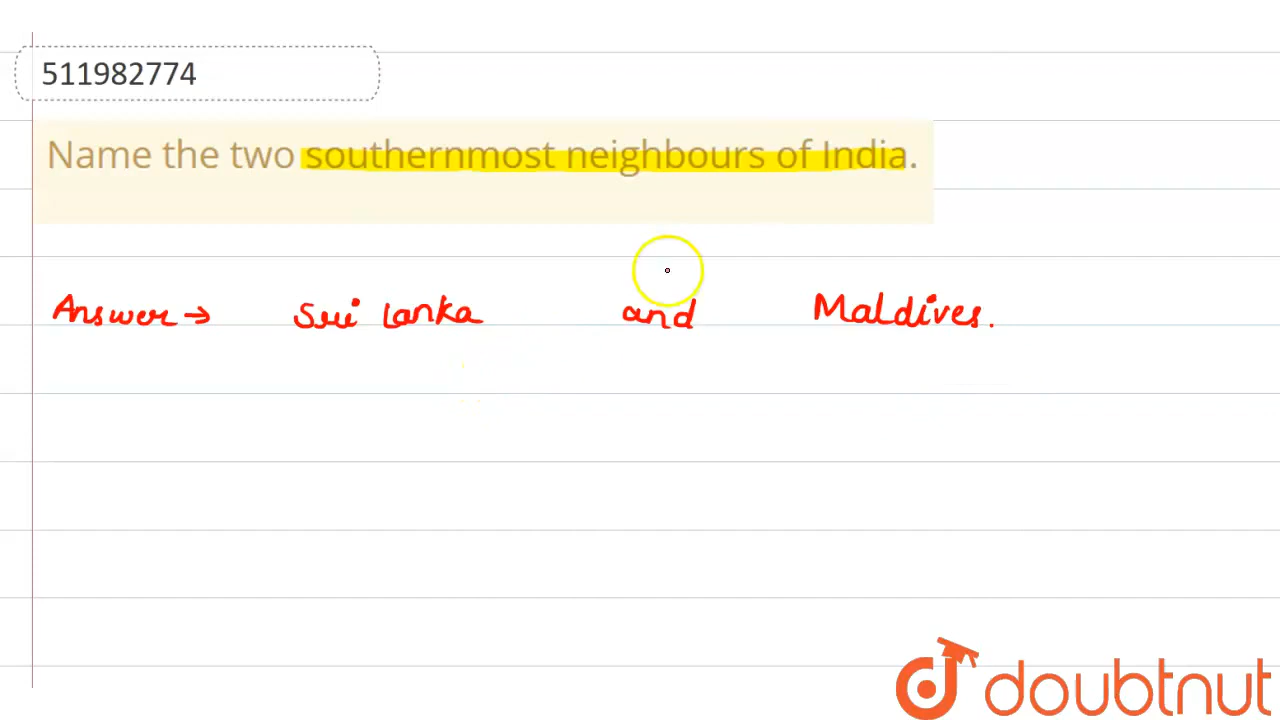 511982774
Name the two southernmost neighbours of India.
Answer → Sri Lanka and Maldives.
doubtnut